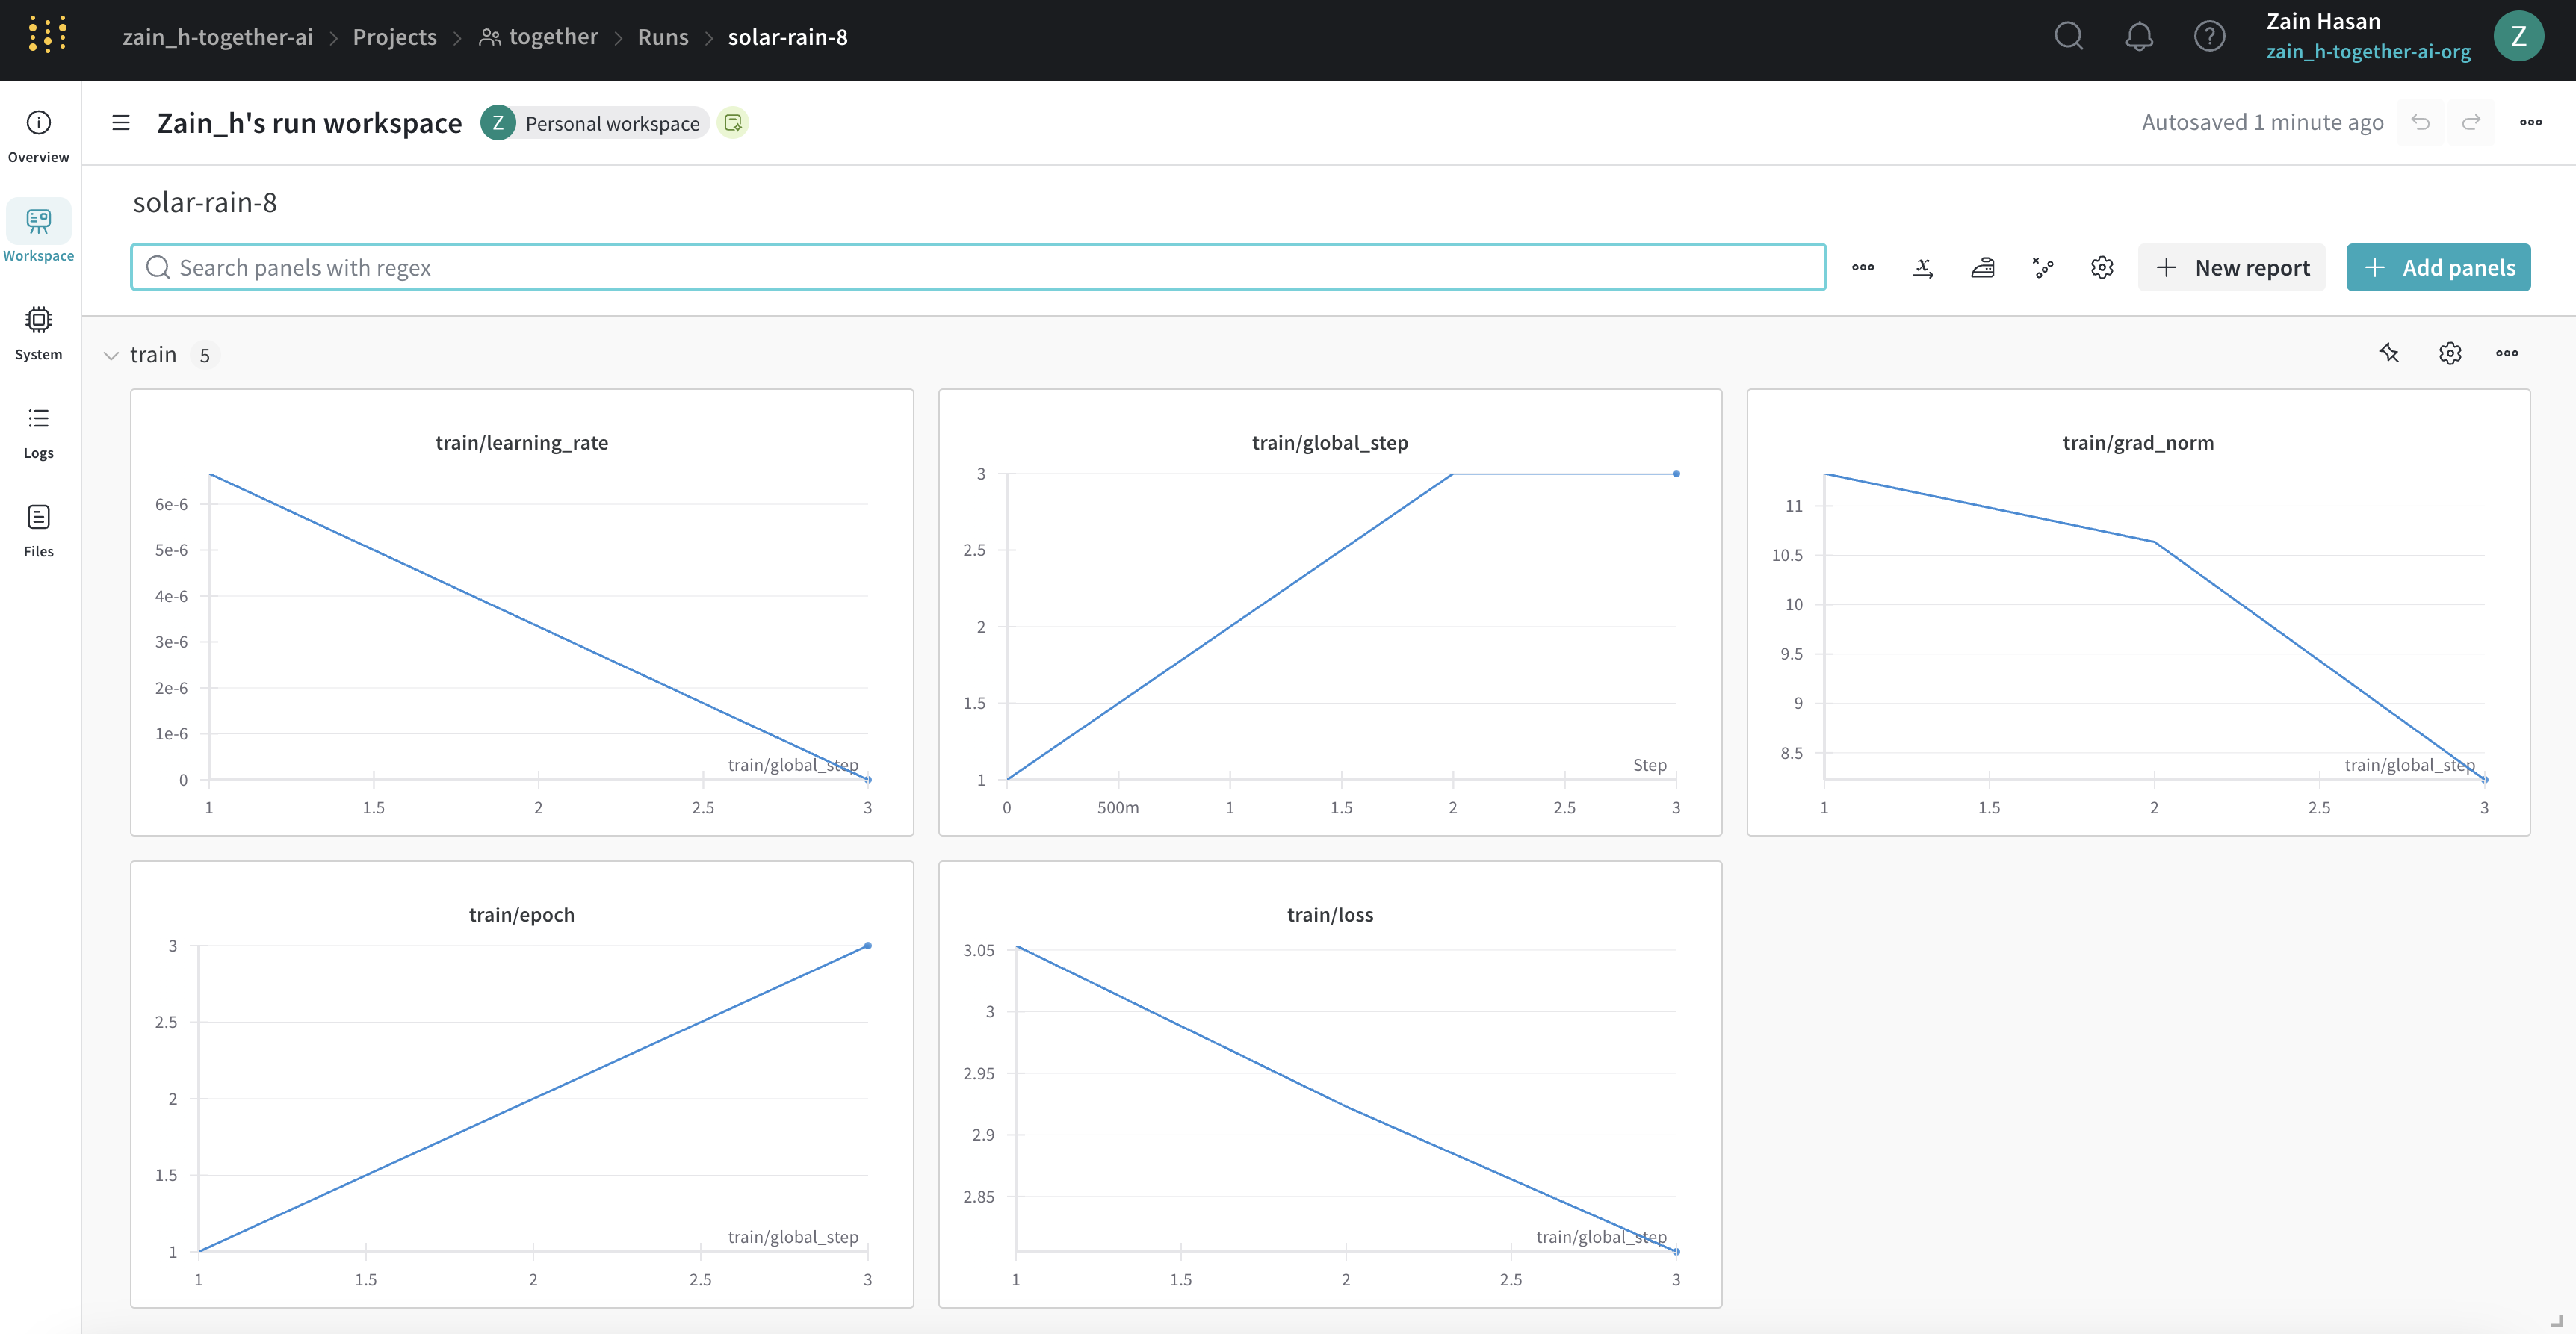 zain_h-together-ai > Projects > together > Runs > solar-rain-8
Zain Hasan
zain_h-together-ai-org
Z
Overview
Workspace
System
Logs
Files
Zain_h's run workspace
Z Personal workspace
Autosaved 1 minute ago
solar-rain-8
Search panels with regex
x
+ New report
+ Add panels
train 5
train/learning_rate
6e-6
5e-6
4e-6
3e-6
2e-6
1e-6
0
train/global_step
1 1.5 2 2.5 3
train/global_step
3
2.5
2
1.5
1
Step
0 500m 1 1.5 2 2.5 3
train/grad_norm
11
10.5
10
9.5
9
8.5
train/global_step
1 1.5 2 2.5 3
train/epoch
3
2.5
2
1.5
1
train/global_step
1 1.5 2 2.5 3
train/loss
3.05
3
2.95
2.9
2.85
train/global_step
1 1.5 2 2.5 3